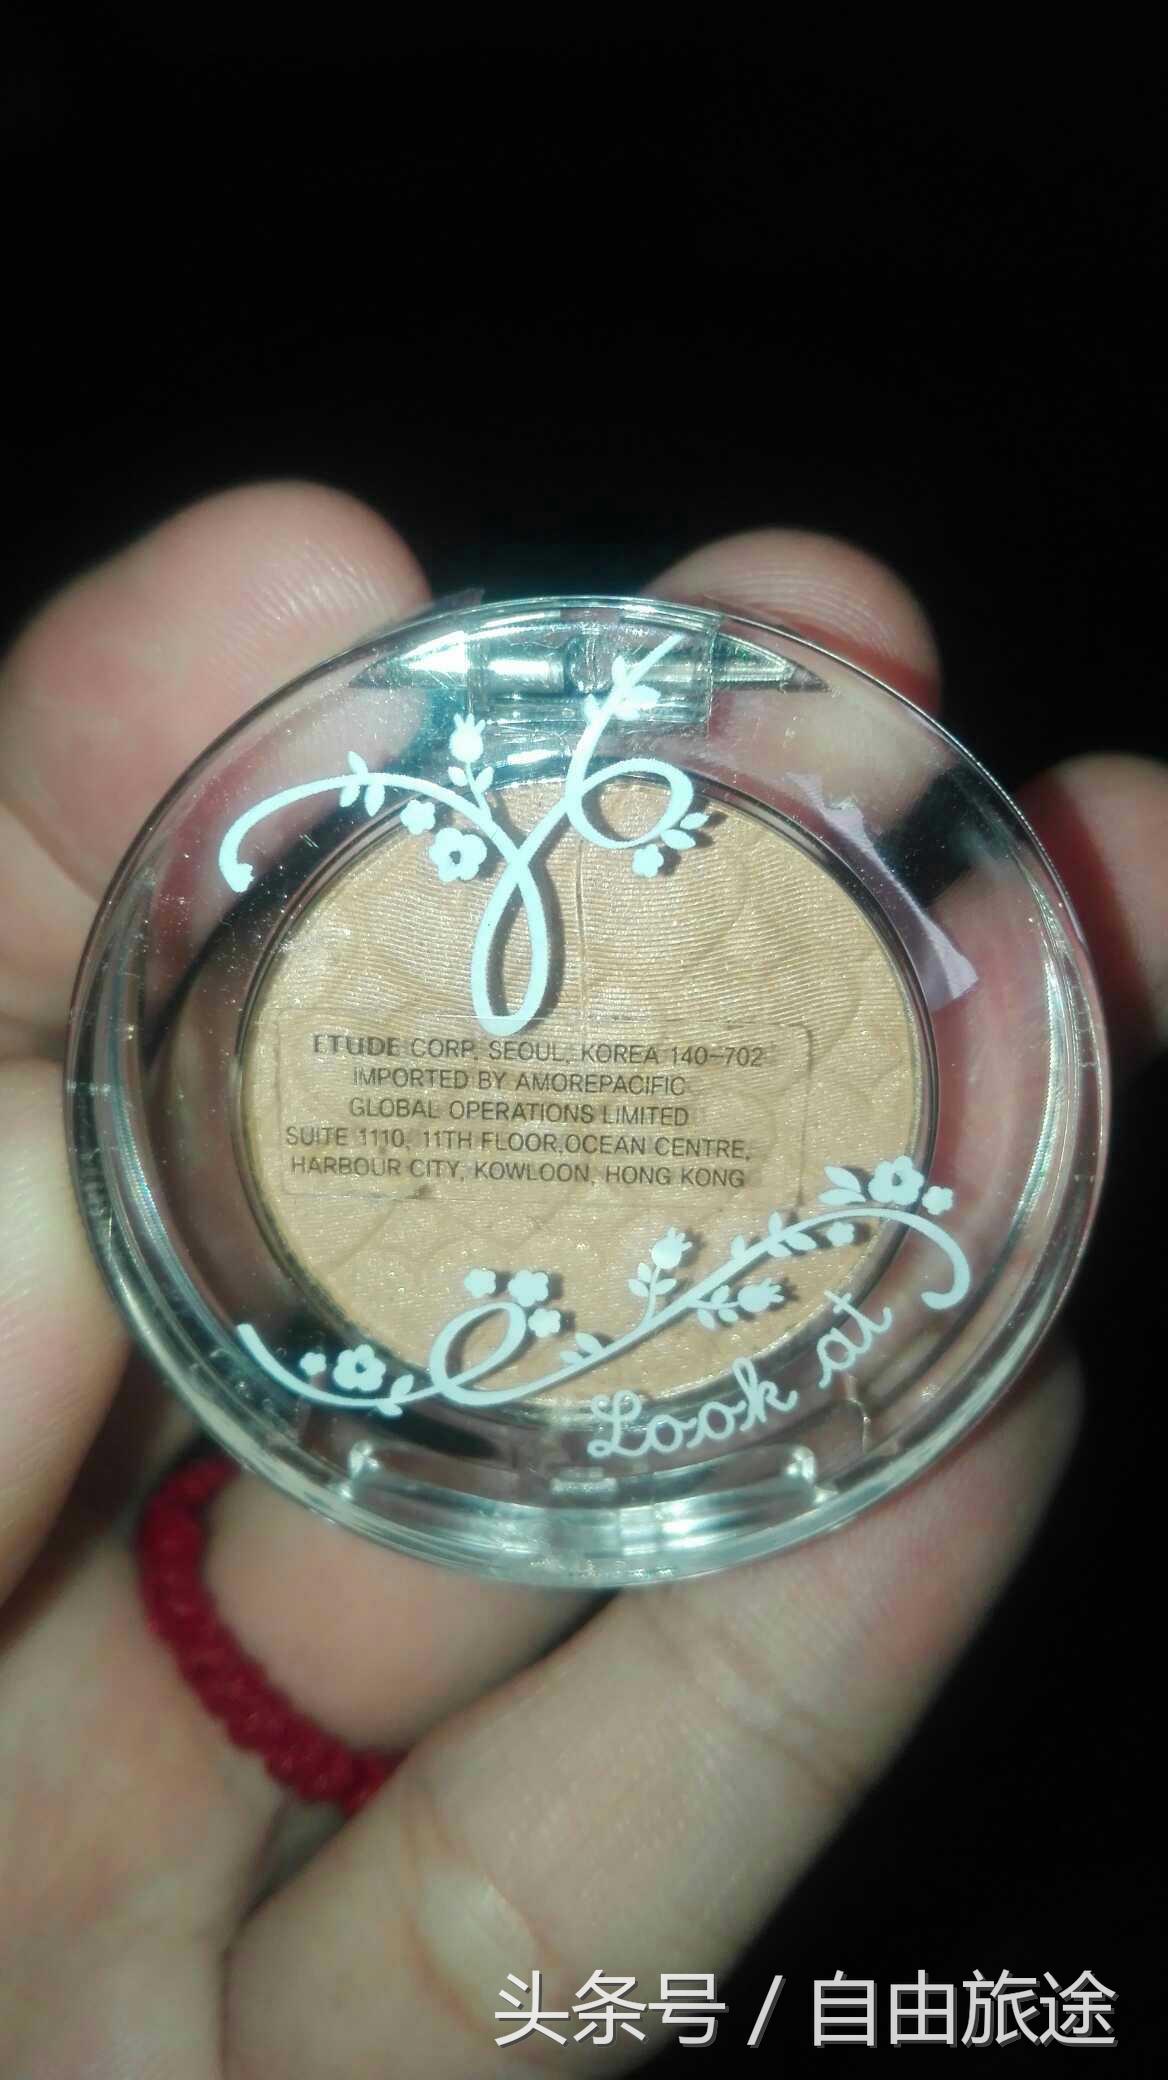 ETUDE CORP. SEOUL, KOREA 140-702
IMPORTED BY AMOREPACIFIC
GLOBAL OPERATIONS LIMITED
SUITE 1110, 11TH FLOOR,OCEAN CENTRE,
HARBOUR CITY, KOWLOON, HONG KONG
Look at
头条号 / 自由旅途